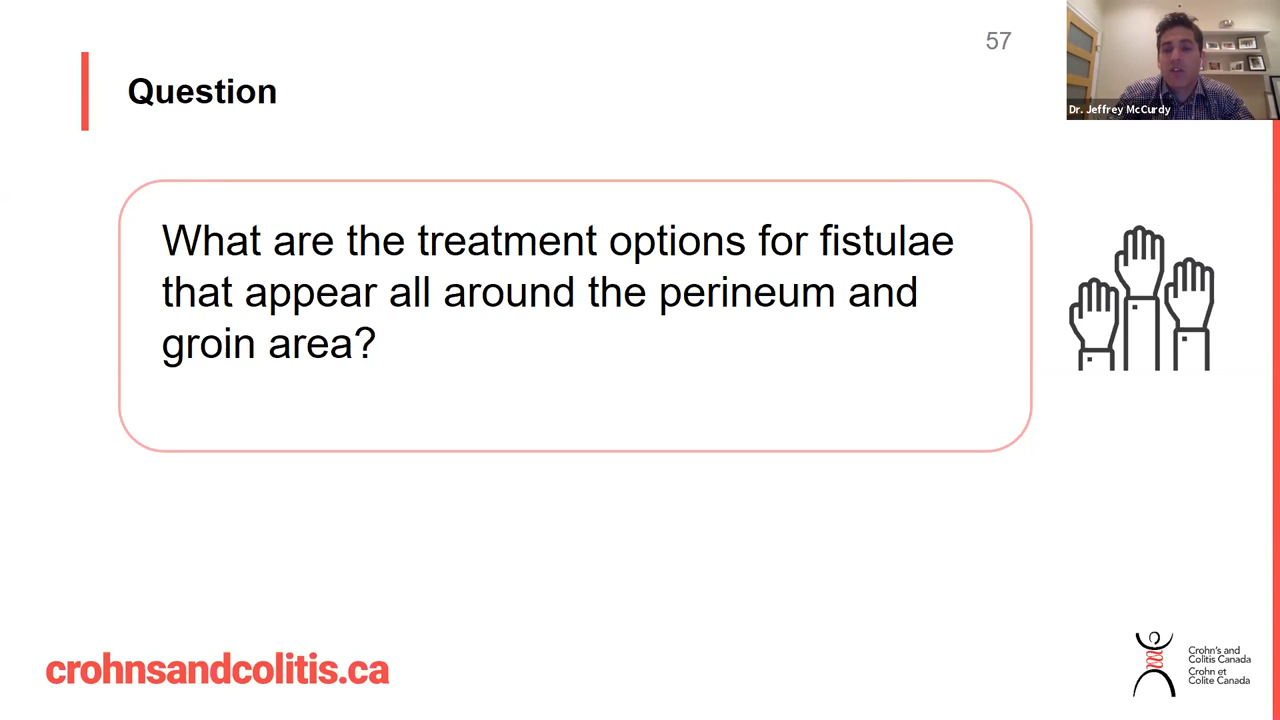 57
Dr. Jeffrey McCurdy
Question
What are the treatment options for fistulae
that appear all around the perineum and
groin area?
crohnsandcolitis.ca
Crohn's and
Colitis Canada
Crohn et
Colite Canada